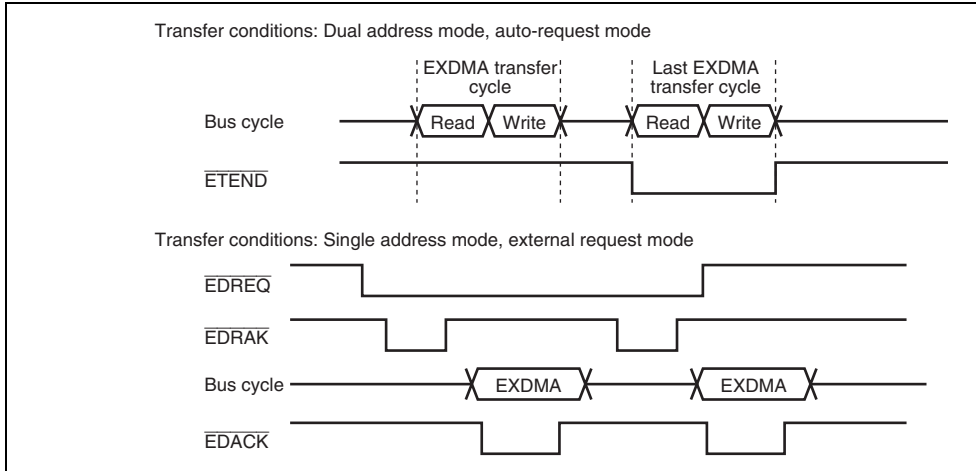 Transfer conditions: Dual address mode, auto-request mode
EXDMA transfer cycle
Last EXDMA transfer cycle
Bus cycle
Read
Write
Read
Write
ETEND
Transfer conditions: Single address mode, external request mode
EDREQ
EDRAK
Bus cycle
EXDMA
EXDMA
EDACK